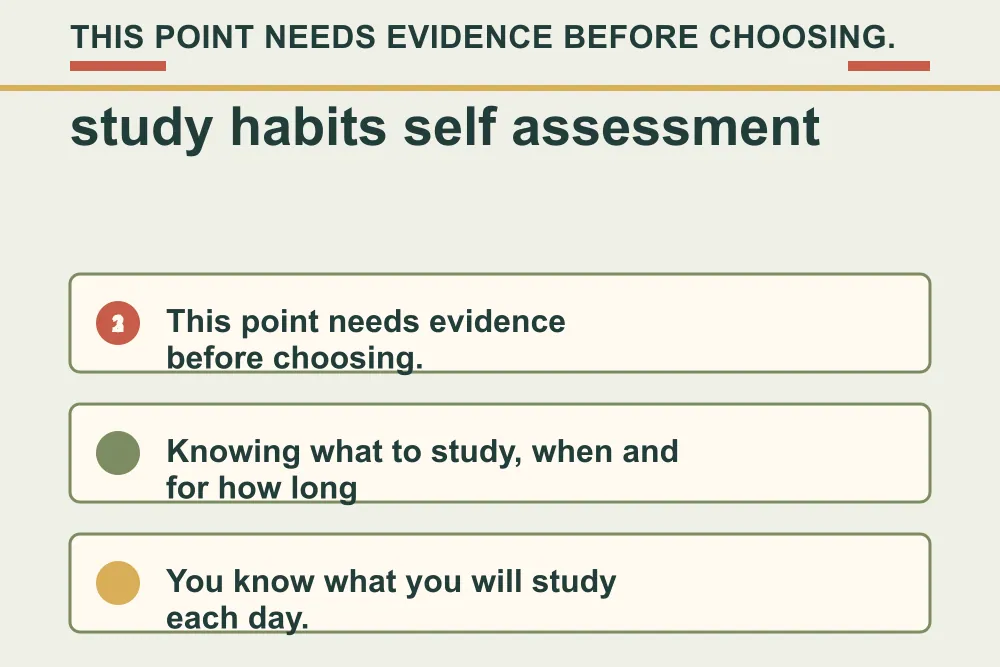 THIS POINT NEEDS EVIDENCE BEFORE CHOOSING.
study habits self assessment
This point needs evidence
before choosing.
Knowing what to study, when and
for how long
You know what you will study
each day.